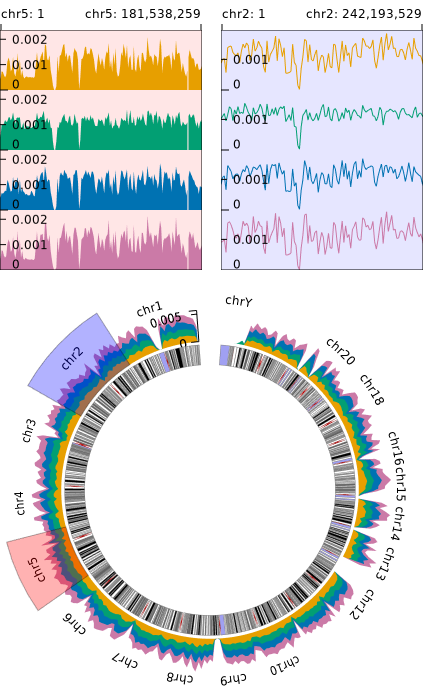 chr5: 1 chr5: 181,538,259 chr2: 1 chr2: 242,193,529
0.002
0.001
0
0.002
0.001
0
0.002
0.001
0
0.002
0.001
0
0.001
0
0.001
0
0.001
0
0.001
0
chrY
chr1
0.005
0
chr2
chr20
chr18
chr3
chr16
chr15
chr4
chr14
chr5
chr13
chr12
chr6
chr7
chr10
chr8
chr9